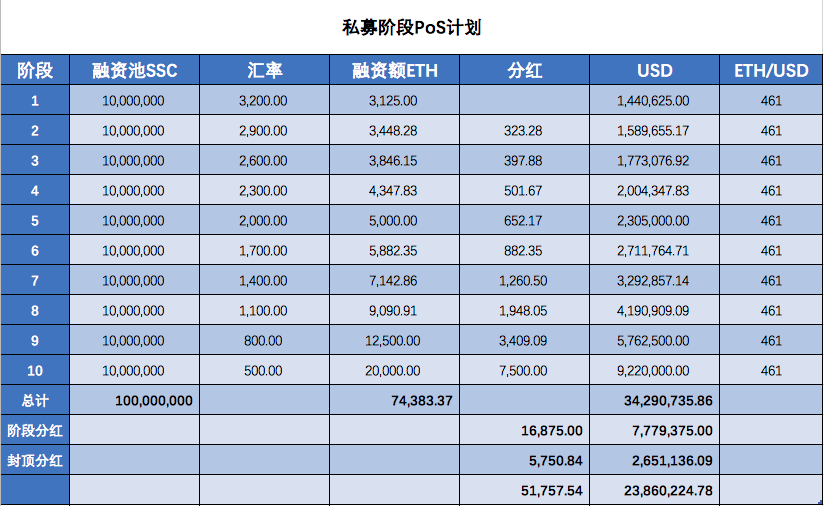 私募阶段PoS计划
阶段 融资池SSC 汇率 融资额ETH 分红 USD ETH/USD
1 10,000,000 3,200.00 3,125.00 1,440,625.00 461
2 10,000,000 2,900.00 3,448.28 323.28 1,589,655.17 461
3 10,000,000 2,600.00 3,846.15 397.88 1,773,076.92 461
4 10,000,000 2,300.00 4,347.83 501.67 2,004,347.83 461
5 10,000,000 2,000.00 5,000.00 652.17 2,305,000.00 461
6 10,000,000 1,700.00 5,882.35 882.35 2,711,764.71 461
7 10,000,000 1,400.00 7,142.86 1,260.50 3,292,857.14 461
8 10,000,000 1,100.00 9,090.91 1,948.05 4,190,909.09 461
9 10,000,000 800.00 12,500.00 3,409.09 5,762,500.00 461
10 10,000,000 500.00 20,000.00 7,500.00 9,220,000.00 461
总计 100,000,000 74,383.37 34,290,735.86
阶段分红 16,875.00 7,779,375.00
封顶分红 5,750.84 2,651,136.09
51,757.54 23,860,224.78